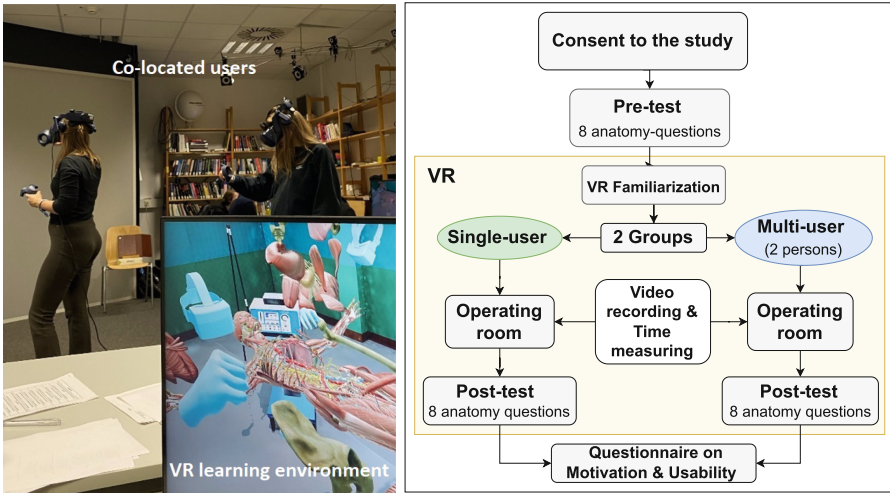 Co-located users
VR learning environment
Consent to the study
Pre-test
8 anatomy-questions
VR
VR Familiarization
Single-user
2 Groups
Multi-user
(2 persons)
Operating
room
Video
recording &
Time
measuring
Operating
room
Post-test
8 anatomy questions
Post-test
8 anatomy questions
Questionnaire on
Motivation & Usability